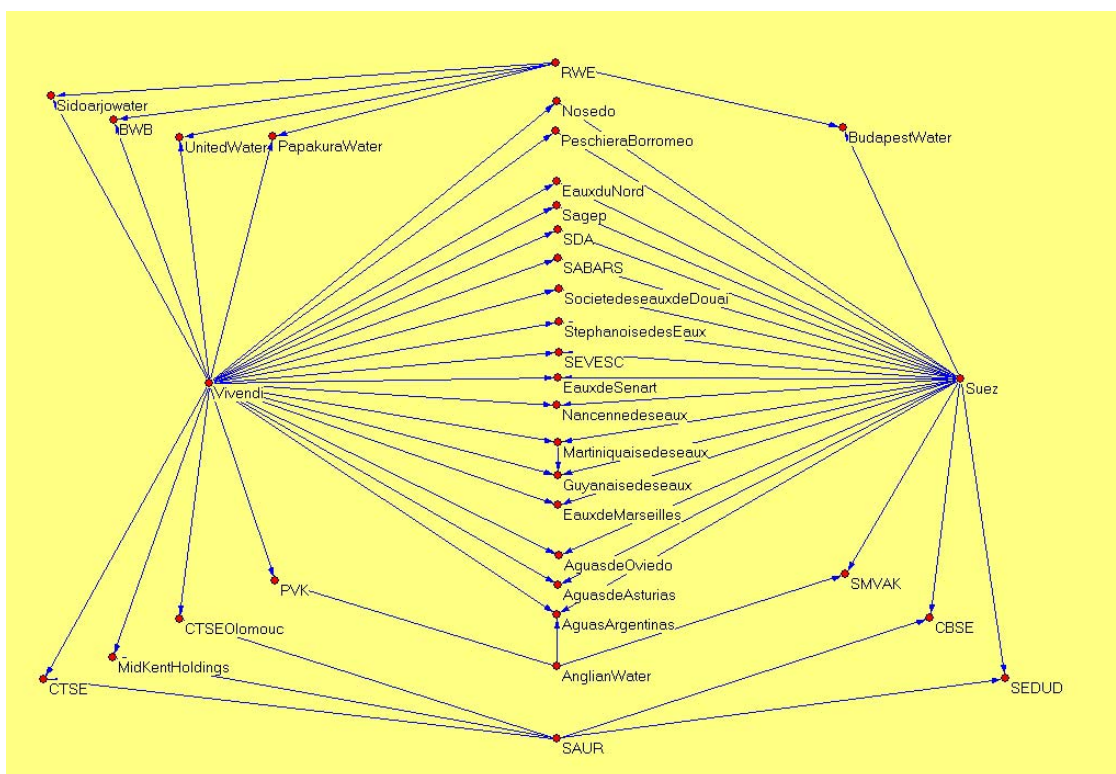 RWE
Sidoarjowater
Nosedo
BWB
BudapestWater
UnitedWater
PapakuraWater
PeschieraBorromeo
EauxduNord
Sagep
SDA
SABARS
SocietedeseauxdeDouai
StephanoisedesEaux
SEVESC
EauxdeSenart
Vivendi
Suez
Nancennedeseaux
Martiniquaisedeseaux
Guyanaisedeseaux
EauxdeMarseilles
AguasdeOviedo
PVK
SMVAK
AguasdeAsturias
AguasArgentinas
CTSEOlomouc
CBSE
MidKentHoldings
AnglianWater
CTSE
SEDUD
SAUR